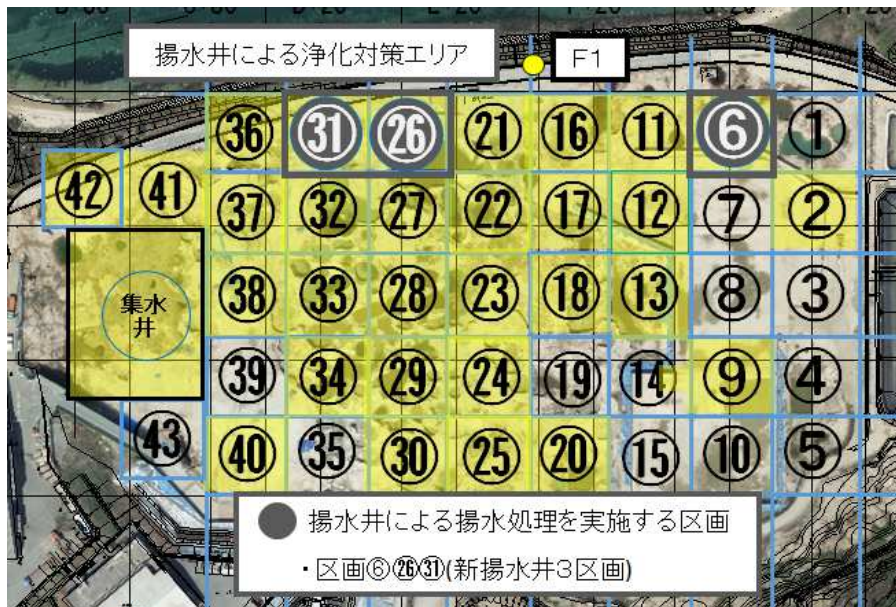 揚水井による浄化対策エリア
F1
㊱ ㉛ ㉖ ㉑ ⑯ ⑪ ⑥ ①
㊷ ㊶ ㊲ ㉜ ㉗ ㉒ ⑰ ⑫ ⑦ ②
集水
井
㊳ ㉝ ㉘ ㉓ ⑱ ⑬ ⑧ ③
㊴ ㉞ ㉙ ㉔ ⑲ ⑭ ⑨ ④
㊸ ㊵ ㉟ ㉚ ㉕ ⑳ ⑮ ⑩ ⑤
揚水井による揚水処理を実施する区画
・区画⑥㉖㉛(新揚水井3区画)